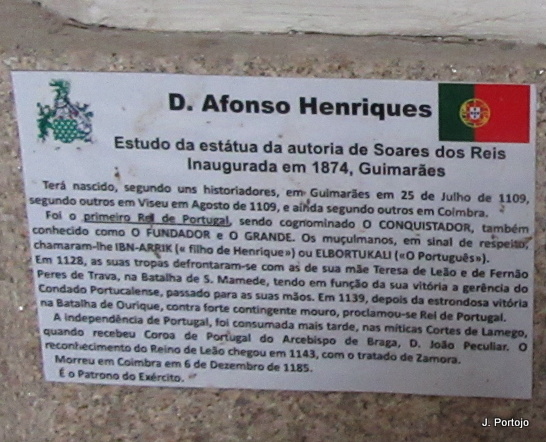 D. Afonso Henriques
Estudo da estátua da autoria de Soares dos Reis
Inaugurada em 1874, Guimarães
Terá nascido, segundo uns historiadores, em Guimarães em 25 de Julho de 1109,
segundo outros em Viseu em Agosto de 1109, e ainda segundo outros em Coimbra.
Foi o primeiro Rei de Portugal, sendo cognominado O CONQUISTADOR, também
conhecido como O FUNDADOR e O GRANDE. Os muçulmanos, em sinal de respeito,
chamaram-lhe IBN-ARRIK (« filho de Henrique») ou ELBORTUKALI («O Português»).
Em 1128, as suas tropas defrontaram-se com as de sua mãe Teresa de Leão e de Fernão
Peres de Trava, na Batalha de S. Mamede, tendo em função da sua vitória a gerência do
Condado Portucalense, passado para as suas mãos. Em 1139, depois da estrondosa vitória
na Batalha de Ourique, contra forte contingente mouro, proclamou-se Rei de Portugal.
A independência de Portugal, foi consumada mais tarde, nas míticas Cortes de Lamego,
quando recebeu Coroa de Portugal do Arcebispo de Braga, D. João Peculiar. O
reconhecimento do Reino de Leão chegou em 1143, com o tratado de Zamora.
Morreu em Coimbra em 6 de Dezembro de 1185.
É o Patrono do Exército.
J. Portojo